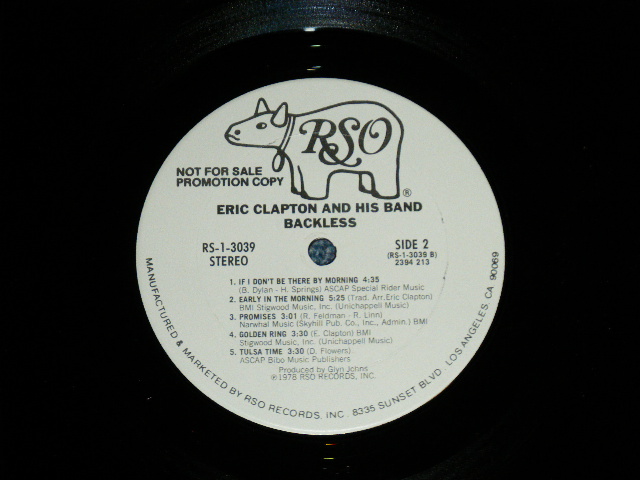 RSO
®
NOT FOR SALE
PROMOTION COPY
ERIC CLAPTON AND HIS BAND
BACKLESS
RS-1-3039
STEREO
SIDE 2
(RS-1-3039 B)
2394 213
1. IF I DON'T BE THERE BY MORNING 4:35
(B. Dylan - H. Springs) ASCAP Special Rider Music
2. EARLY IN THE MORNING 5:25 (Trad. Arr. Eric Clapton)
BMI Stigwood Music, Inc. (Unichappell Music)
3. PROMISES 3:01 (R. Feldman - R. Linn)
Narwhal Music (Skyhill Pub. Co., Inc., Admin.) BMI
4. GOLDEN RING 3:30 (E. Clapton) BMI
Stigwood Music, Inc. (Unichappell Music)
5. TULSA TIME 3:30 (D. Flowers)
ASCAP Bibo Music Publishers
Produced by Glyn Johns
℗1978 RSO RECORDS, INC.
MANUFACTURED & MARKETED BY RSO RECORDS, INC. 8335 SUNSET BLVD. LOS ANGELES, CA 90069